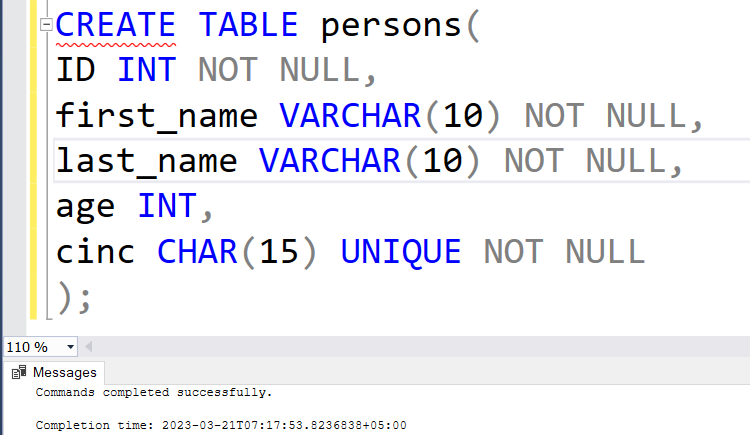 CREATE TABLE persons(
ID INT NOT NULL,
first_name VARCHAR(10) NOT NULL,
last_name VARCHAR(10) NOT NULL,
age INT,
cinc CHAR(15) UNIQUE NOT NULL
);
110 %
Messages
Commands completed successfully.
Completion time: 2023-03-21T07:17:53.8236838+05:00